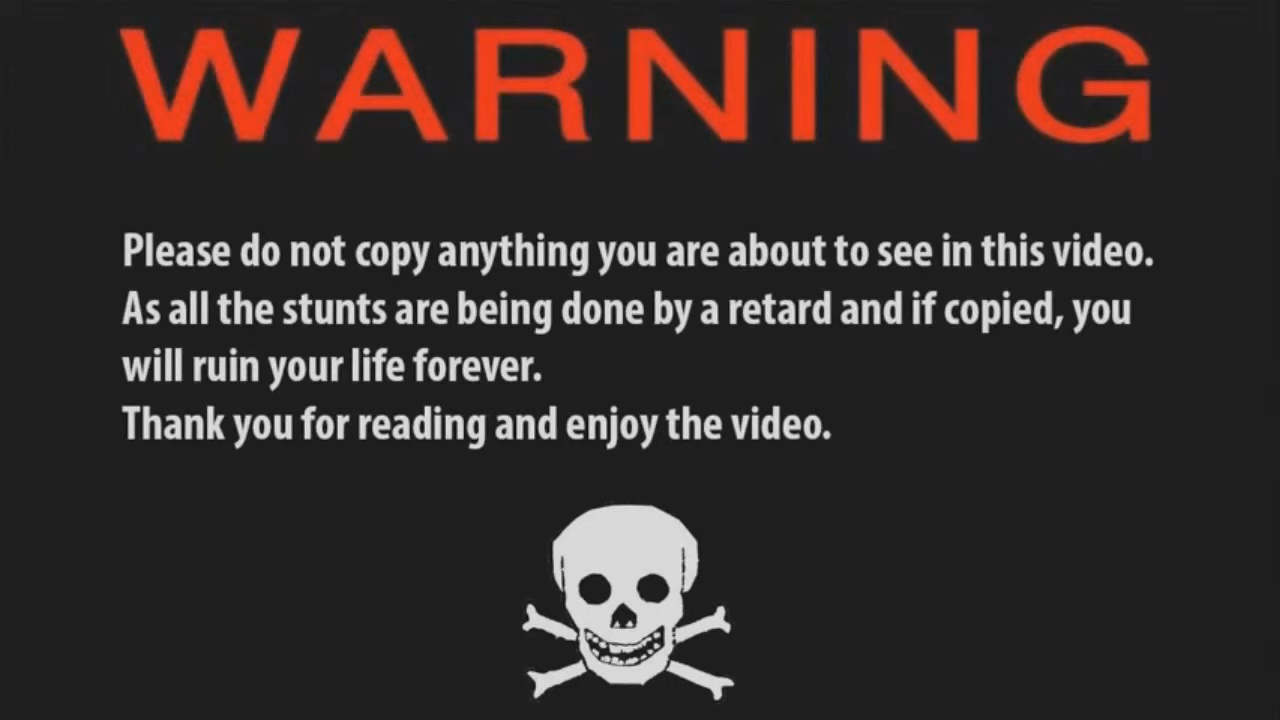 WARNING
Please do not copy anything you are about to see in this video.
As all the stunts are being done by a retard and if copied, you
will ruin your life forever.
Thank you for reading and enjoy the video.